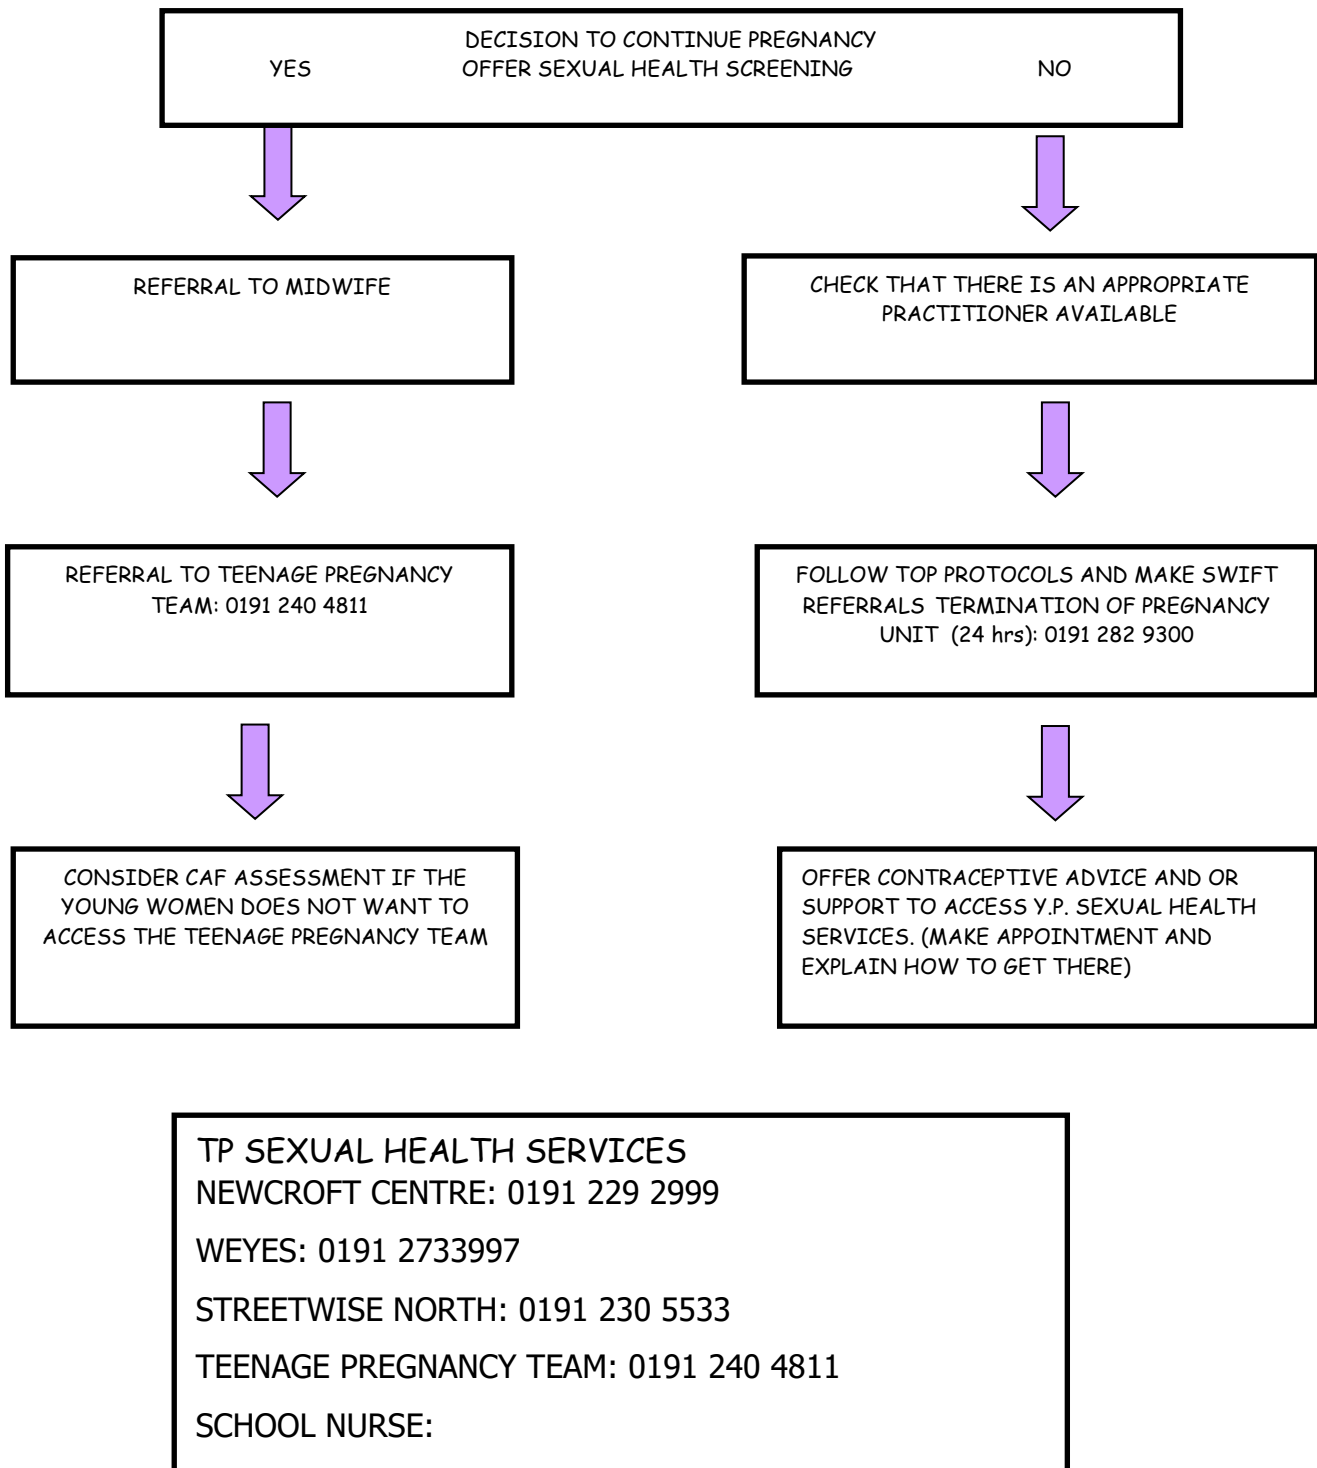 DECISION TO CONTINUE PREGNANCY
YES OFFER SEXUAL HEALTH SCREENING NO
REFERRAL TO MIDWIFE
CHECK THAT THERE IS AN APPROPRIATE
PRACTITIONER AVAILABLE
REFERRAL TO TEENAGE PREGNANCY
TEAM: 0191 240 4811
FOLLOW TOP PROTOCOLS AND MAKE SWIFT
REFERRALS TERMINATION OF PREGNANCY
UNIT (24 hrs): 0191 282 9300
CONSIDER CAF ASSESSMENT IF THE
YOUNG WOMEN DOES NOT WANT TO
ACCESS THE TEENAGE PREGNANCY TEAM
OFFER CONTRACEPTIVE ADVICE AND OR
SUPPORT TO ACCESS Y.P. SEXUAL HEALTH
SERVICES. (MAKE APPOINTMENT AND
EXPLAIN HOW TO GET THERE)
TP SEXUAL HEALTH SERVICES
NEWCROFT CENTRE: 0191 229 2999
WEYES: 0191 2733997
STREETWISE NORTH: 0191 230 5533
TEENAGE PREGNANCY TEAM: 0191 240 4811
SCHOOL NURSE: